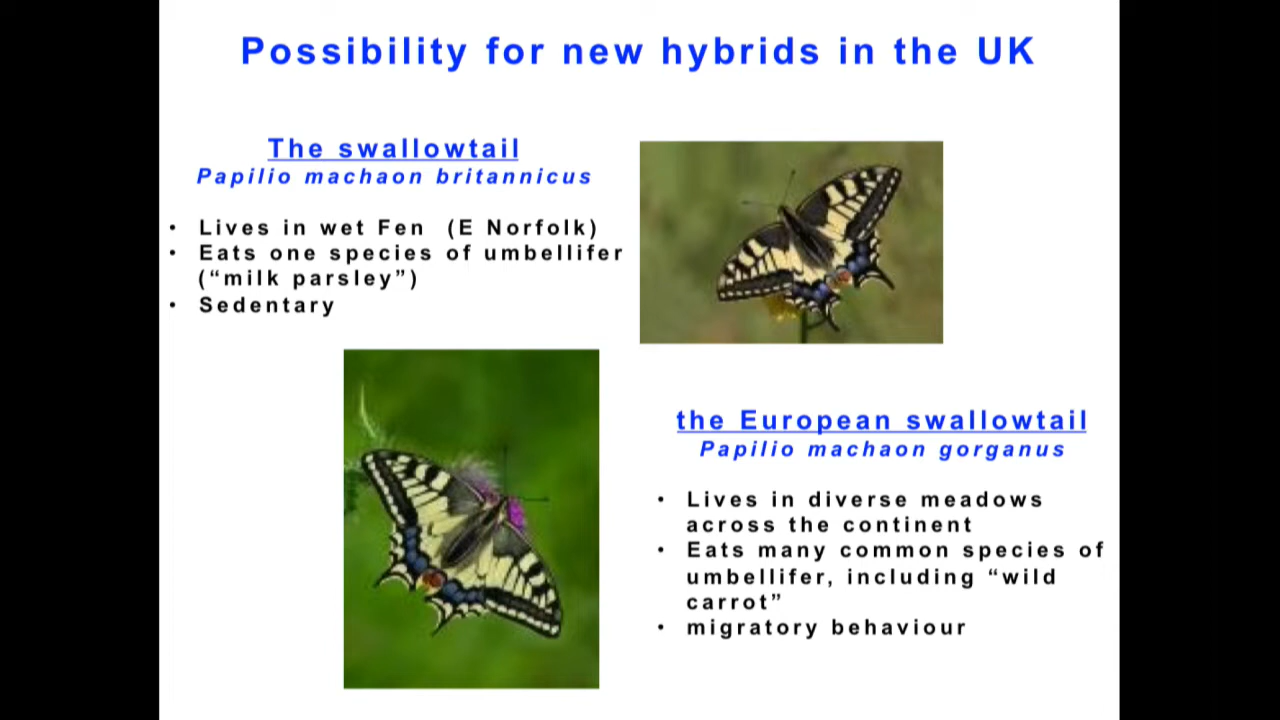 Possibility for new hybrids in the UK
The swallowtail
Papilio machaon britannicus
• Lives in wet Fen (E Norfolk)
• Eats one species of umbellifer
(“milk parsley”)
• Sedentary
the European swallowtail
Papilio machaon gorganus
• Lives in diverse meadows
across the continent
• Eats many common species of
umbellifer, including “wild
carrot”
• migratory behaviour